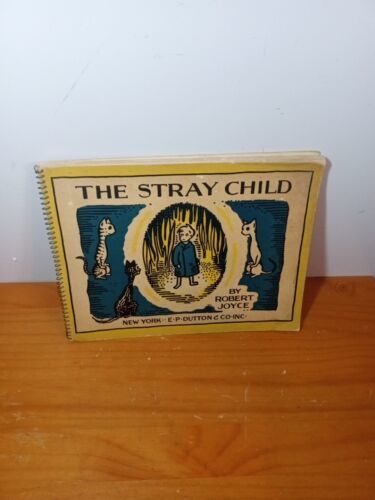 THE STRAY CHILD
BY
ROBERT
JOYCE
NEW YORK - E·P·DUTTON & CO·INC·